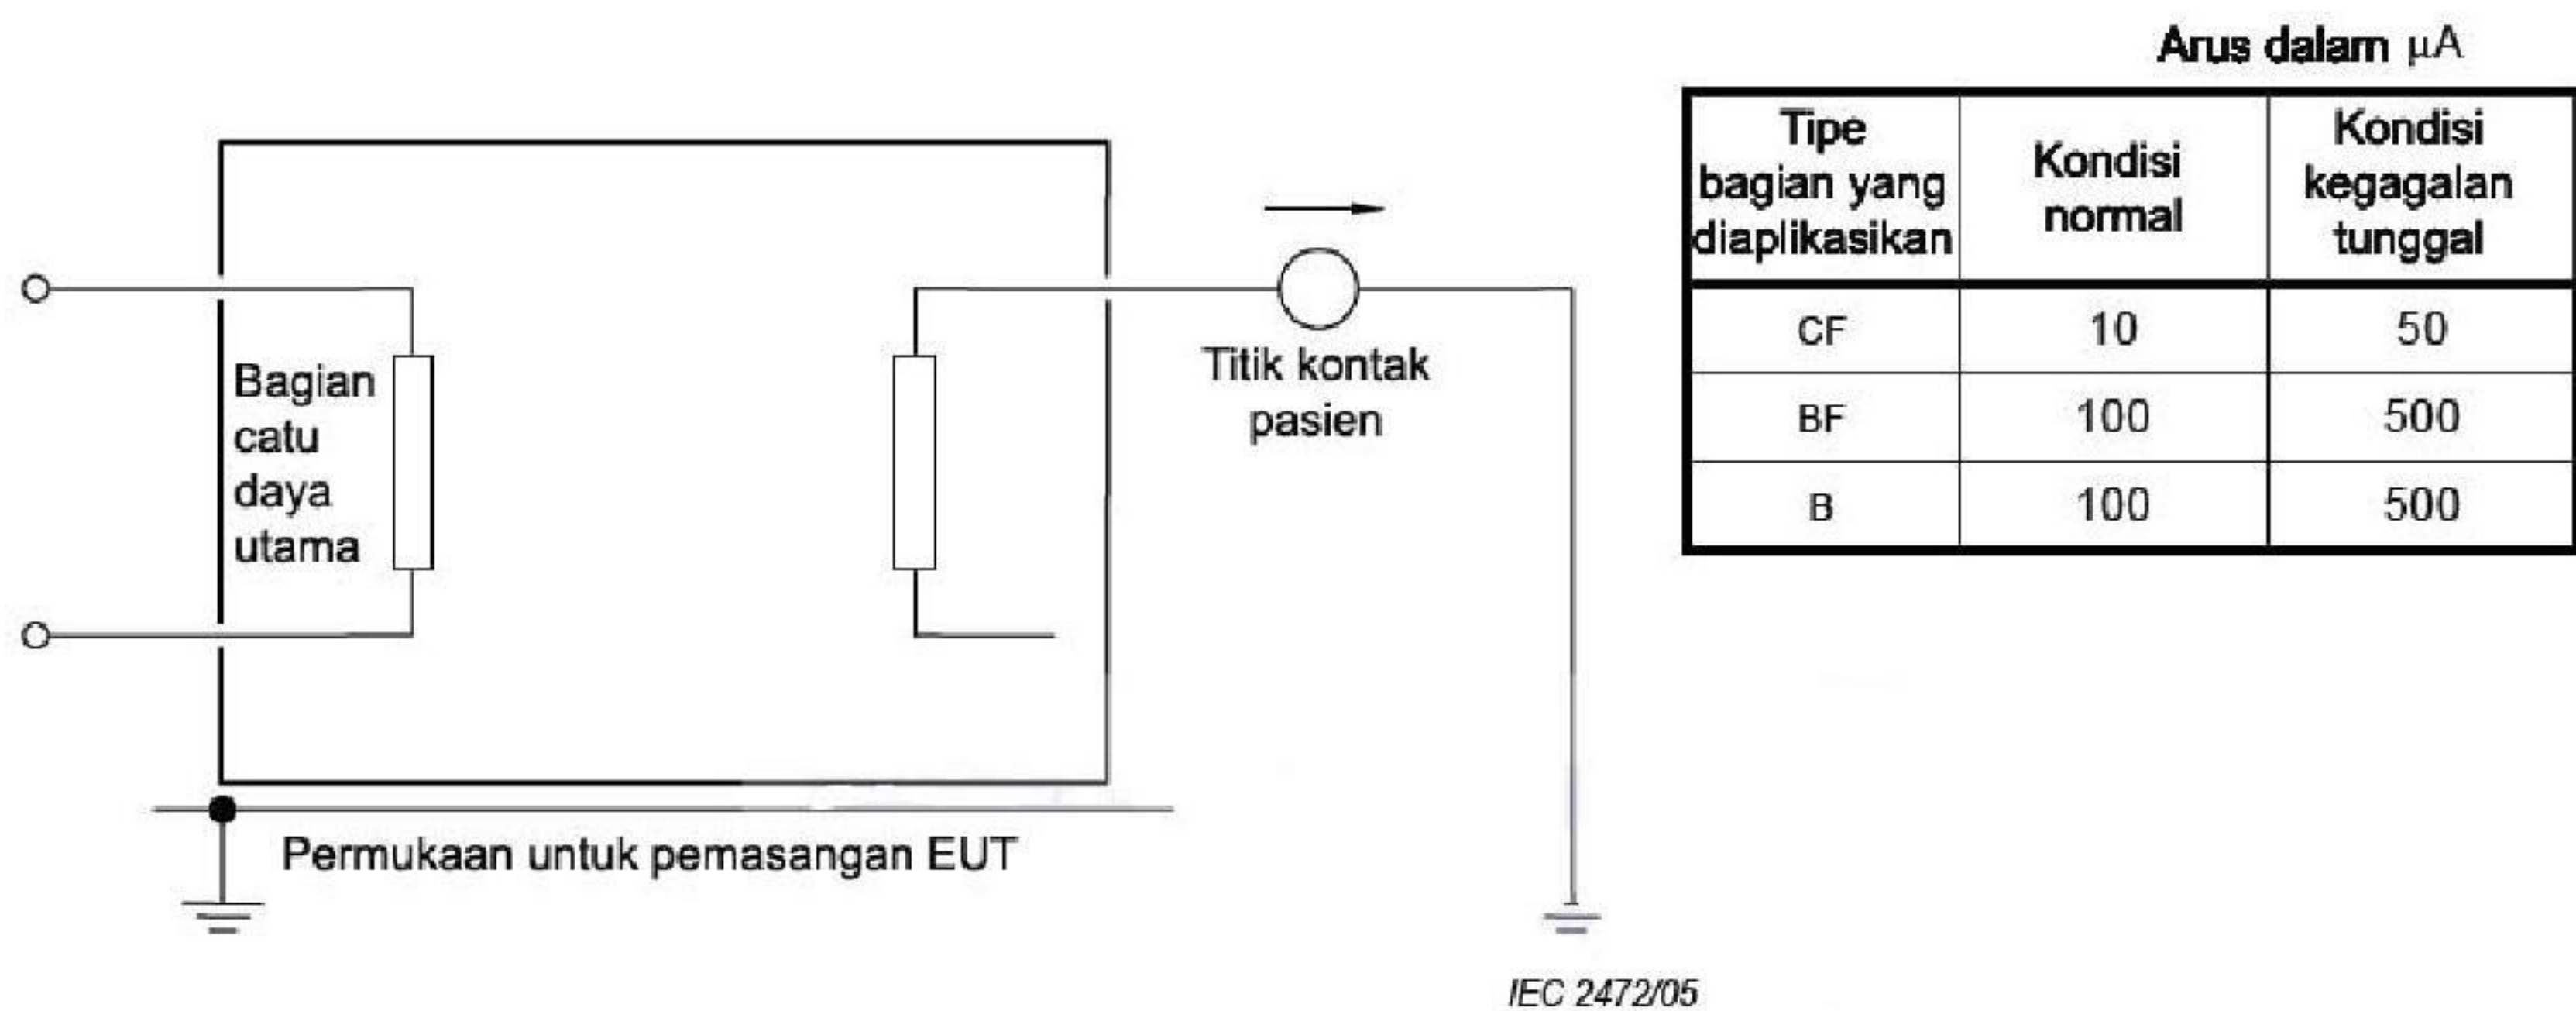 Arus dalam µA
Tipe
bagian yang
diaplikasikan
Kondisi
normal
Kondisi
kegagalan
tunggal
CF 10 50
BF 100 500
B 100 500
Bagian
catu
daya
utama
Titik kontak
pasien
Permukaan untuk pemasangan EUT
IEC 2472/05